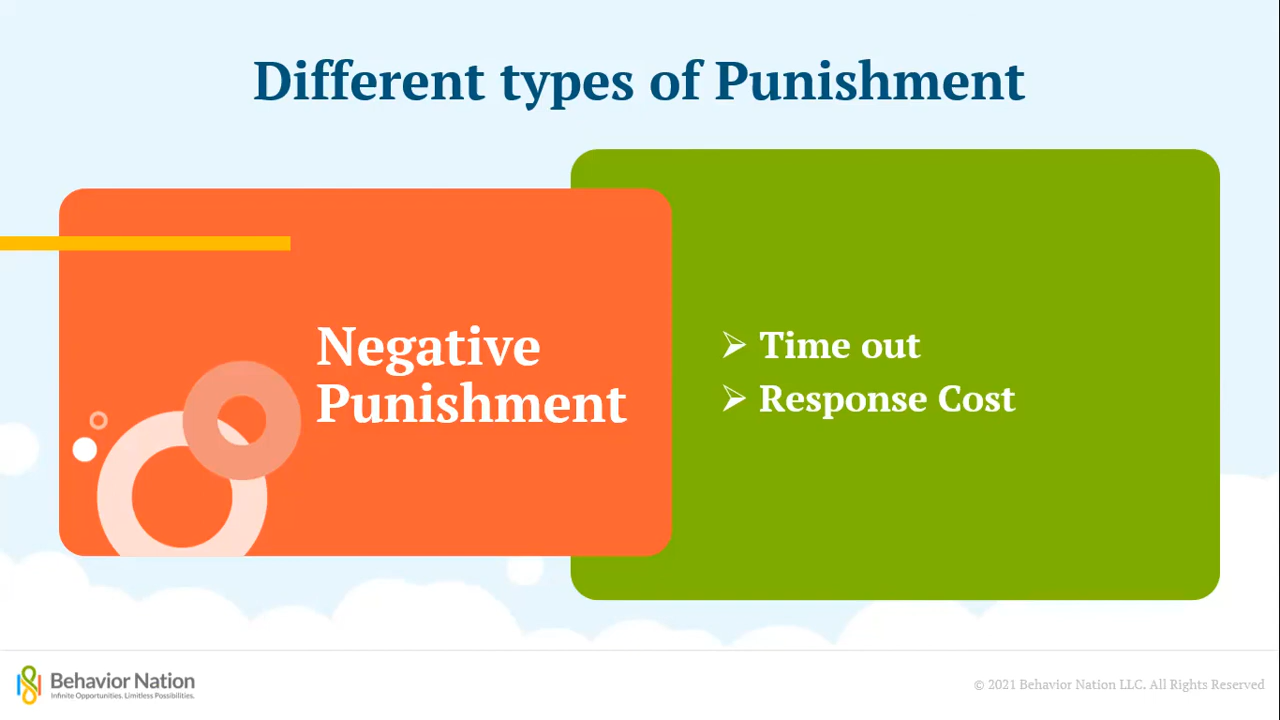 Different types of Punishment
Negative
Punishment
Time out
Response Cost
Behavior Nation
Infinite Opportunities. Limitless Possibilities.
© 2021 Behavior Nation LLC. All Rights Reserved